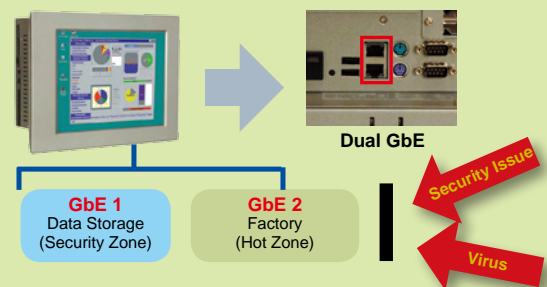 Dual GbE
Security Issue
GbE 1
Data Storage
(Security Zone)
GbE 2
Factory
(Hot Zone)
Virus